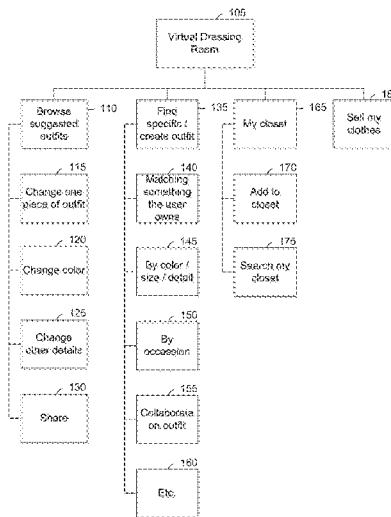 105
Virtual Dressing
Room
110
Browse
suggested
outfits
135
Find
specific /
create outfit
165
My closet
Sell my
clothes
115
Change one
piece of outfit
140
Matching
something
the user
owns
170
Add to
closet
120
Change color
145
By color /
size / detail
175
Search my
closet
125
Change
other details
150
By
occassion
130
Share
155
Collaborate
on outfit
160
Etc.